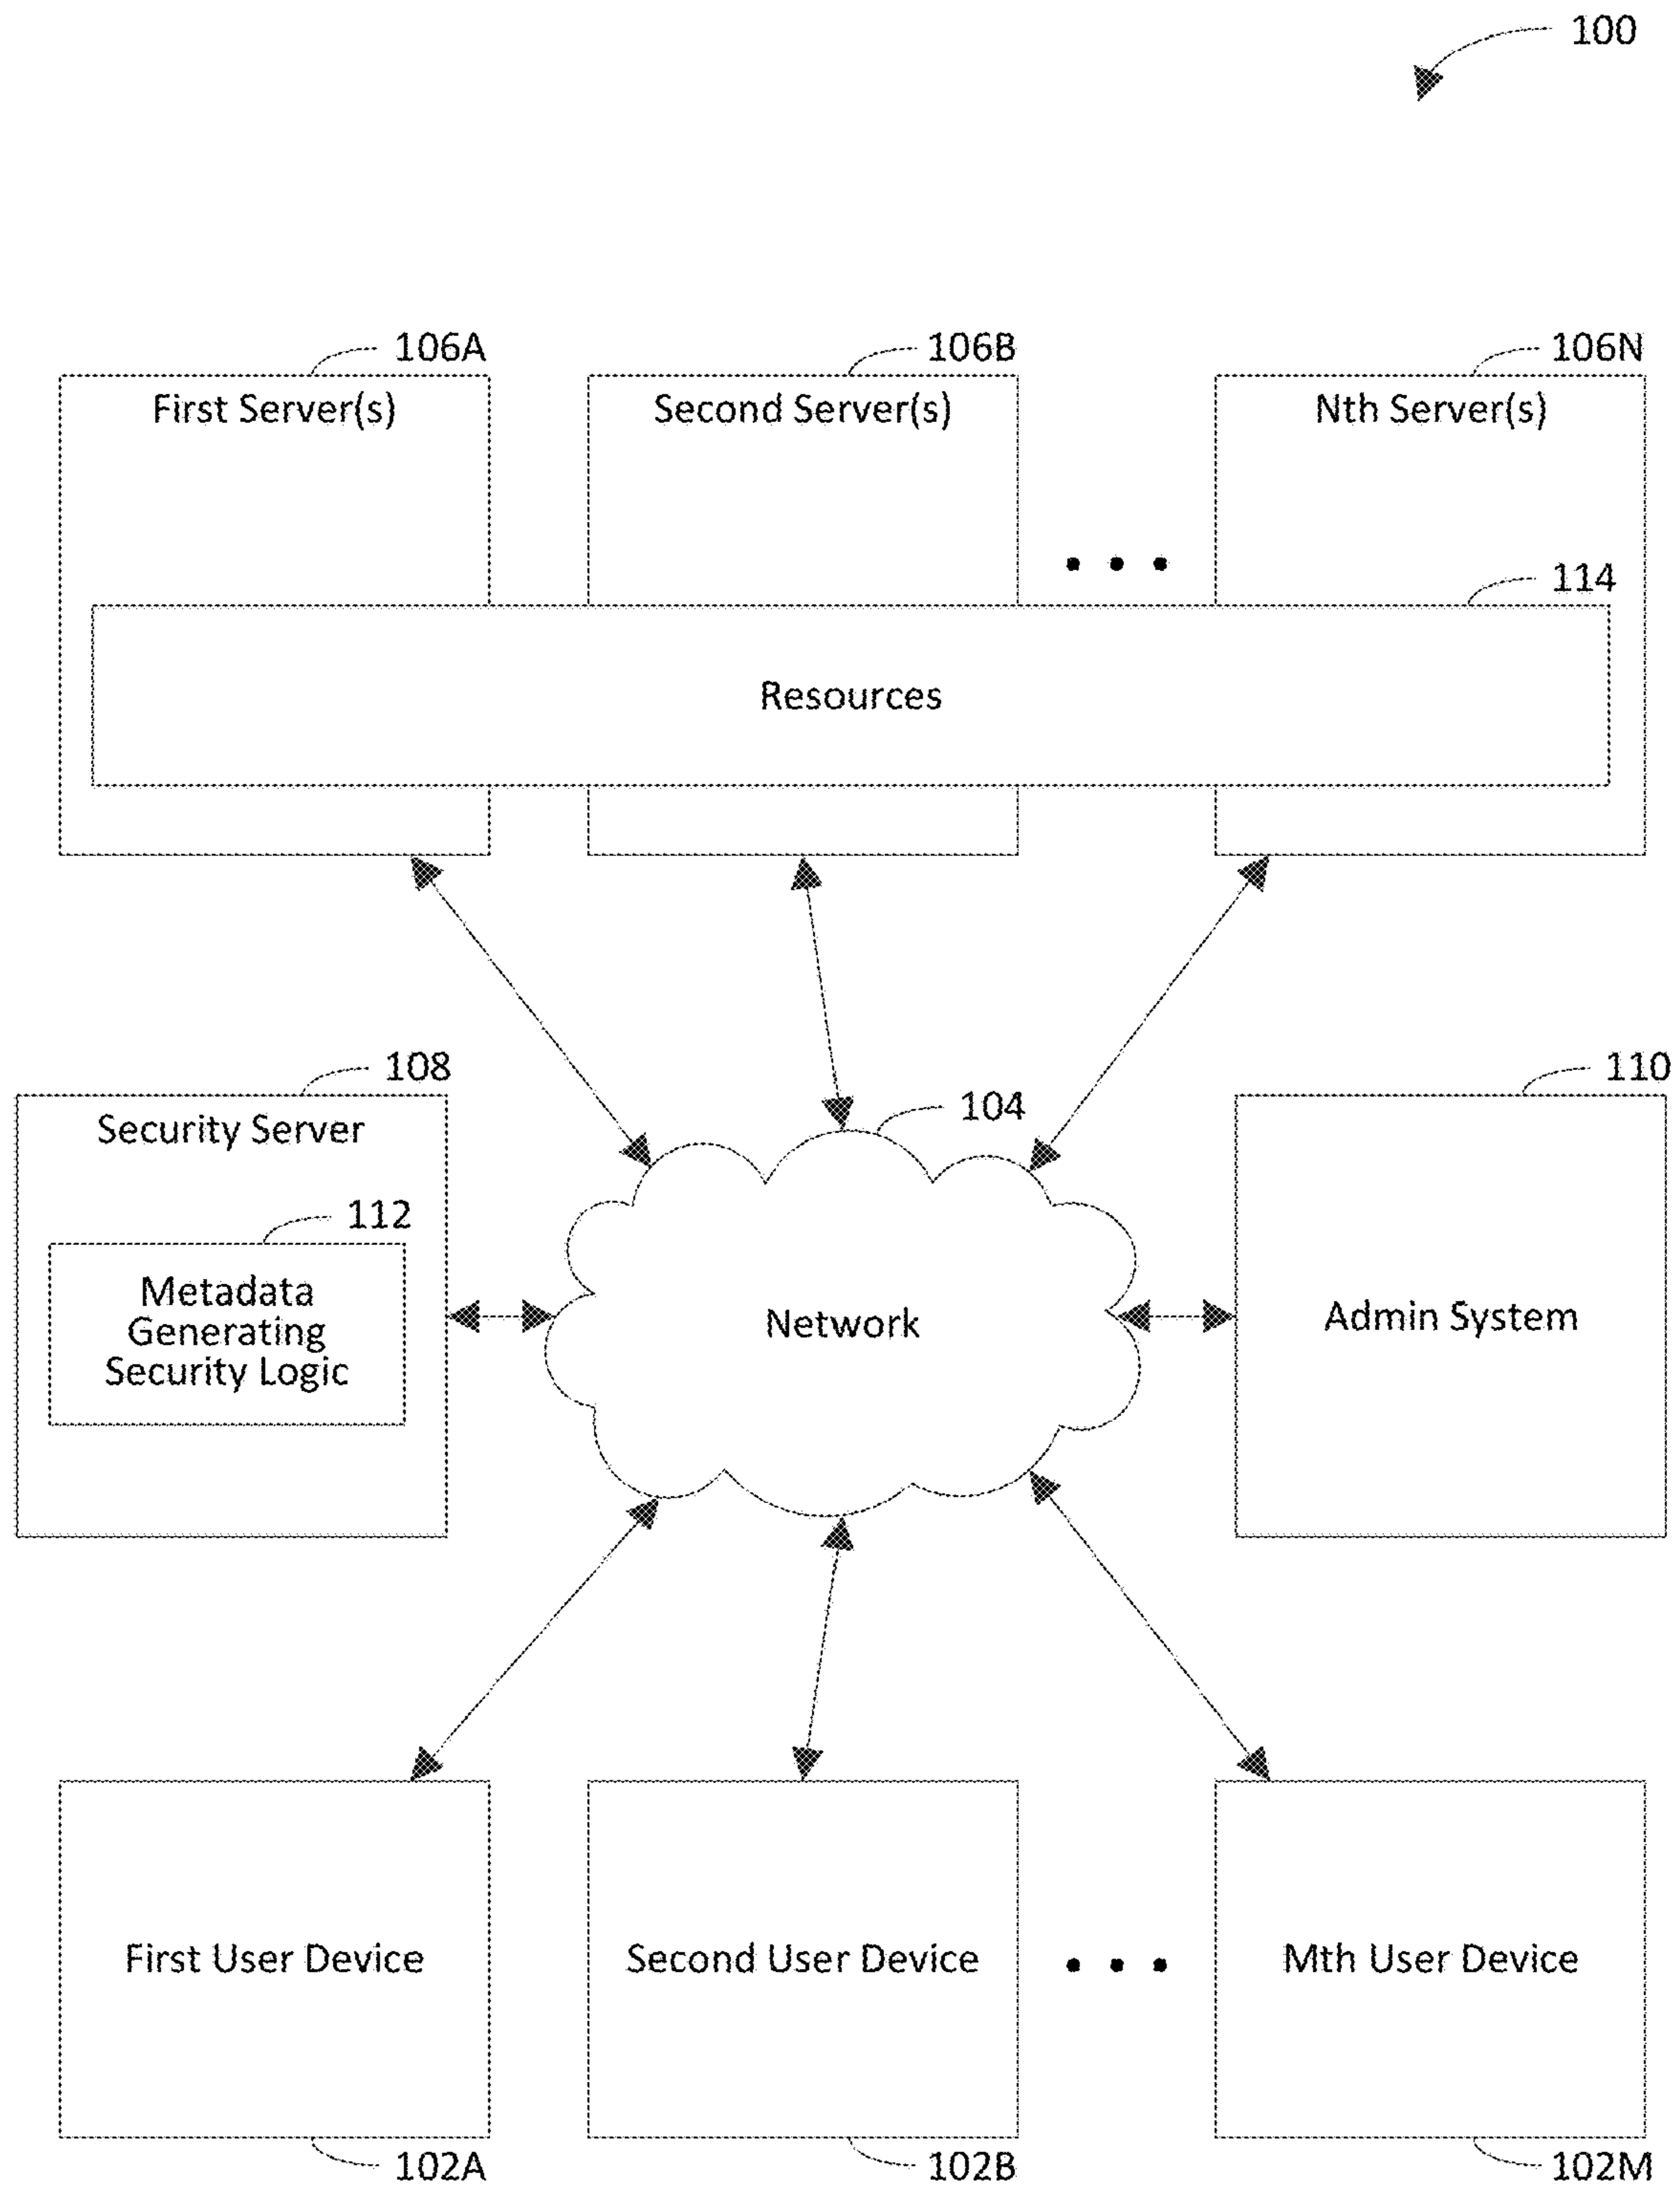 100
106A
106B
106N
First Server(s)
Second Server(s)
Nth Server(s)
• • •
114
Resources
108
110
104
Security Server
112
Metadata
Generating
Security Logic
Network
Admin System
First User Device
Second User Device
• • •
Mth User Device
102A
102B
102M